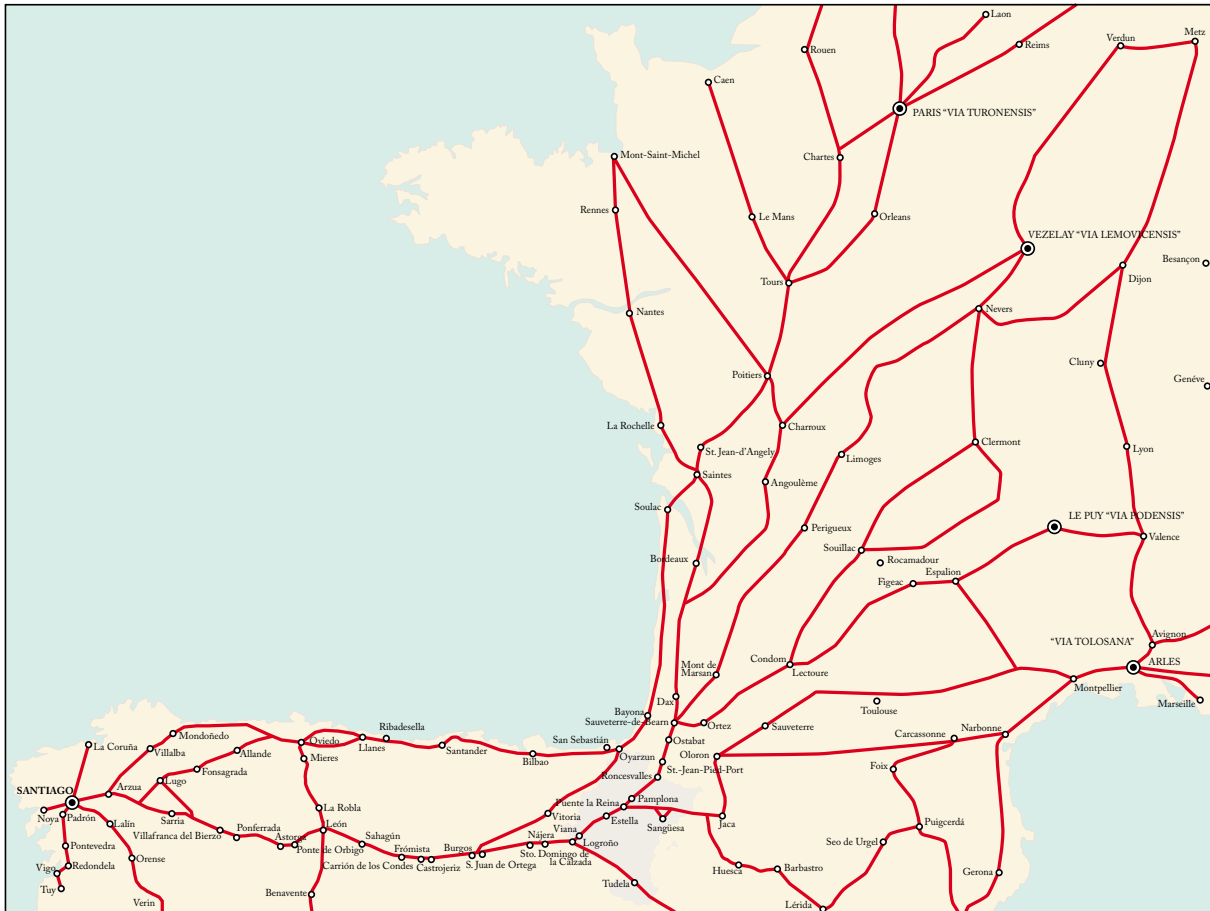 Laon
Metz
Verdun
Reims
Rouen
Caen
PARIS "VIA TURONENSIS"
Mont-Saint-Michel
Chartes
Rennes
Le Mans
Orleans
VEZELAY "VIA LEMOVICENSIS"
Besançon
Dijon
Tours
Nevers
Nantes
Cluny
Poitiers
Genéve
La Rochelle
Charroux
Clermont
St. Jean-d'Angely
Limoges
Lyon
Saintes
Angoulème
Soulac
LE PUY "VIA PODENSIS"
Perigueux
Valence
Souillac
Bordeaux
Rocamadour
Espalion
Figeac
"VIA TOLOSANA"
Avignon
Condom
ARLES
Mont de
Marsan
Lectoure
Montpellier
Dax
Marseille
Toulouse
Bayona
Sauveterre-de-Bearn
Ortez
Sauveterre
Ribadesella
Narbonne
Mondoñedo
Carcassonne
San Sebastián
Ostabat
La Coruña
Oviedo
Llanes
Villalba
Allande
Santander
Oyarzun
Oloron
Mieres
Bilbao
St.-Jean-Pied-Port
Foix
Fonsagrada
Roncesvalles
Lugo
SANTIAGO
Arzua
Pamplona
Puente la Reina
La Robla
Noya
Padrón
Sarria
Vitoria
Estella
Sangüesa
Jaca
Lalín
Ponferrada
León
Puigcerdá
Villafranca del Bierzo
Astorga
Sahagún
Viana
Nájera
Logroño
Pontevedra
Ponte de Orbigo
Frómista
Burgos
Seo de Urgel
Orense
Carrión de los Condes
Castrojeriz
S. Juan de Ortega
Sto. Domingo de
la Calzada
Vigo
Redondela
Huesca
Barbastro
Gerona
Tuy
Tudela
Benavente
Verin
Lérida